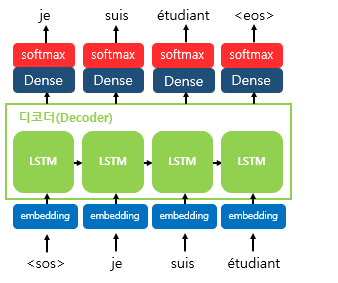 je suis étudiant <eos>
softmax softmax softmax softmax
Dense Dense Dense Dense
디코더(Decoder)
LSTM LSTM LSTM LSTM
embedding embedding embedding embedding
<sos> je suis étudiant